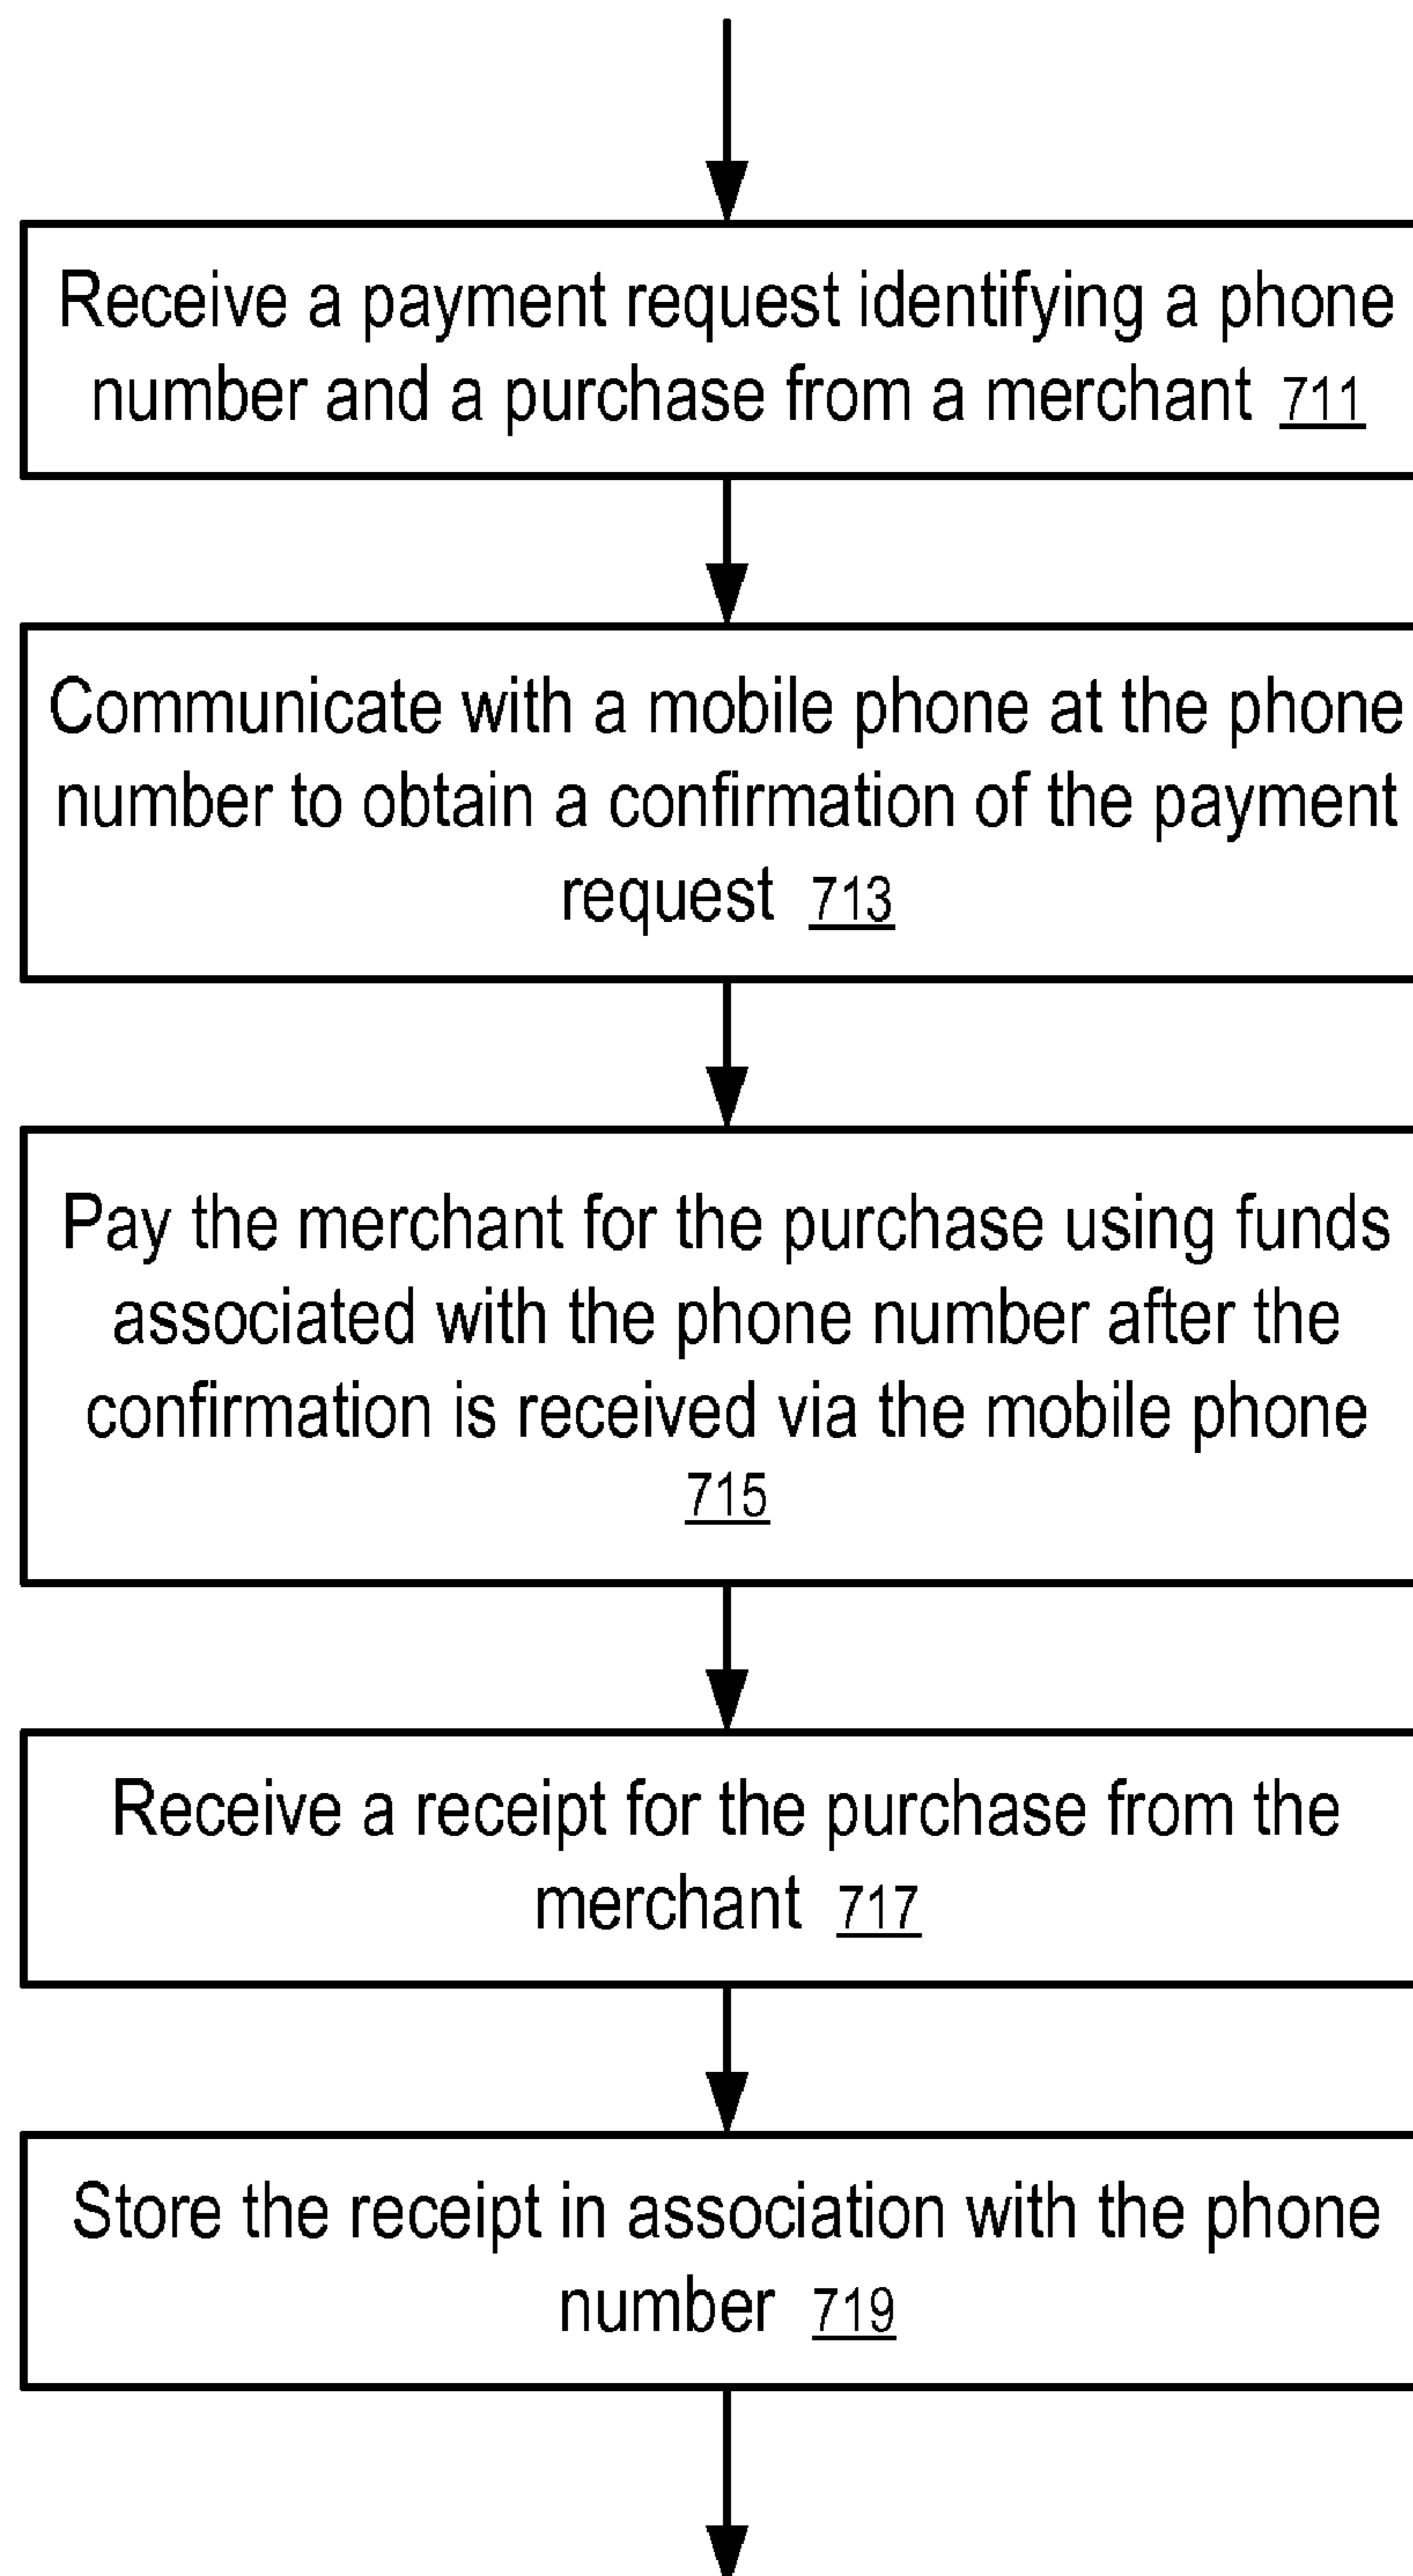 Receive a payment request identifying a phone
number and a purchase from a merchant 711
Communicate with a mobile phone at the phone
number to obtain a confirmation of the payment
request 713
Pay the merchant for the purchase using funds
associated with the phone number after the
confirmation is received via the mobile phone
715
Receive a receipt for the purchase from the
merchant 717
Store the receipt in association with the phone
number 719